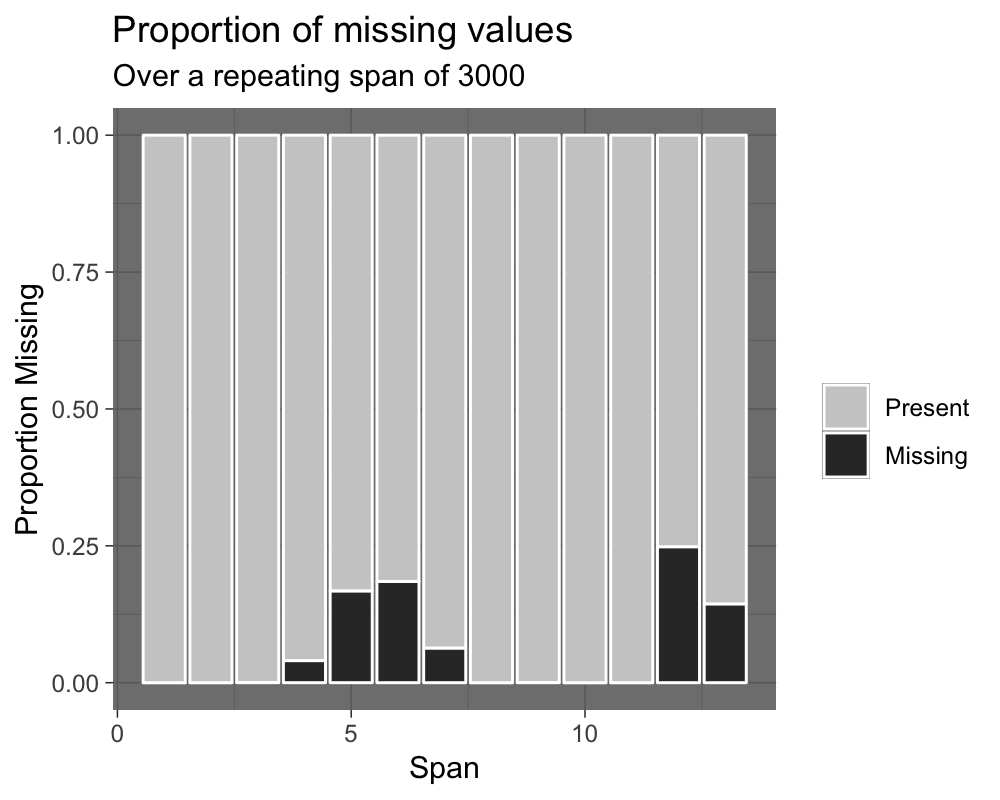 Proportion of missing values
Over a repeating span of 3000
1.00
0.75
0.50
0.25
0.00
Proportion Missing
0
5
10
Span
Present
Missing